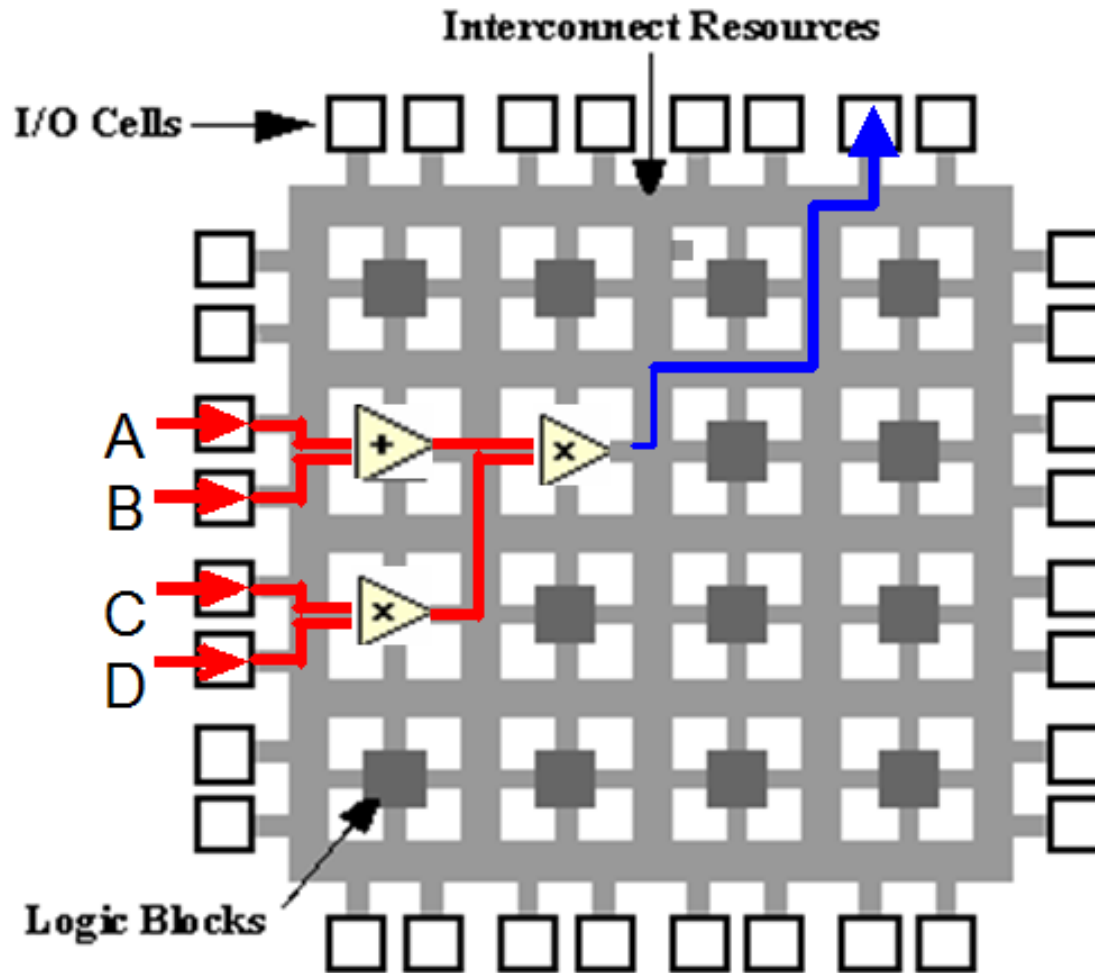 Interconnect Resources
I/O Cells
A
+
×
B
C
×
D
Logic Blocks